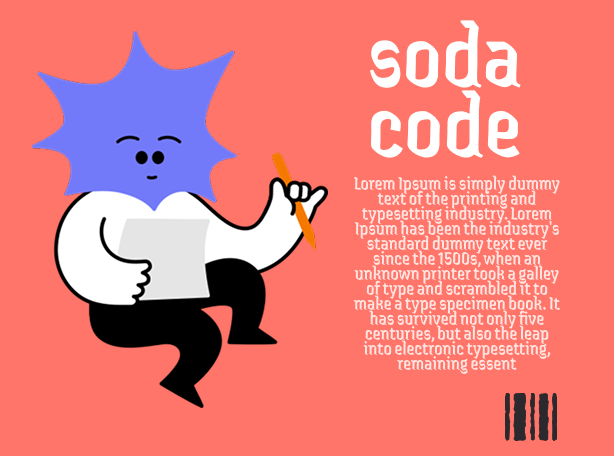 soda
code
Lorem Ipsum is simply dummy
text of the printing and
typesetting industry. Lorem
Ipsum has been the industry's
standard dummy text ever
since the 1500s, when an
unknown printer took a galley
of type and scrambled it to
make a type specimen book. It
has survived not only five
centuries, but also the leap
into electronic typesetting,
remaining essent